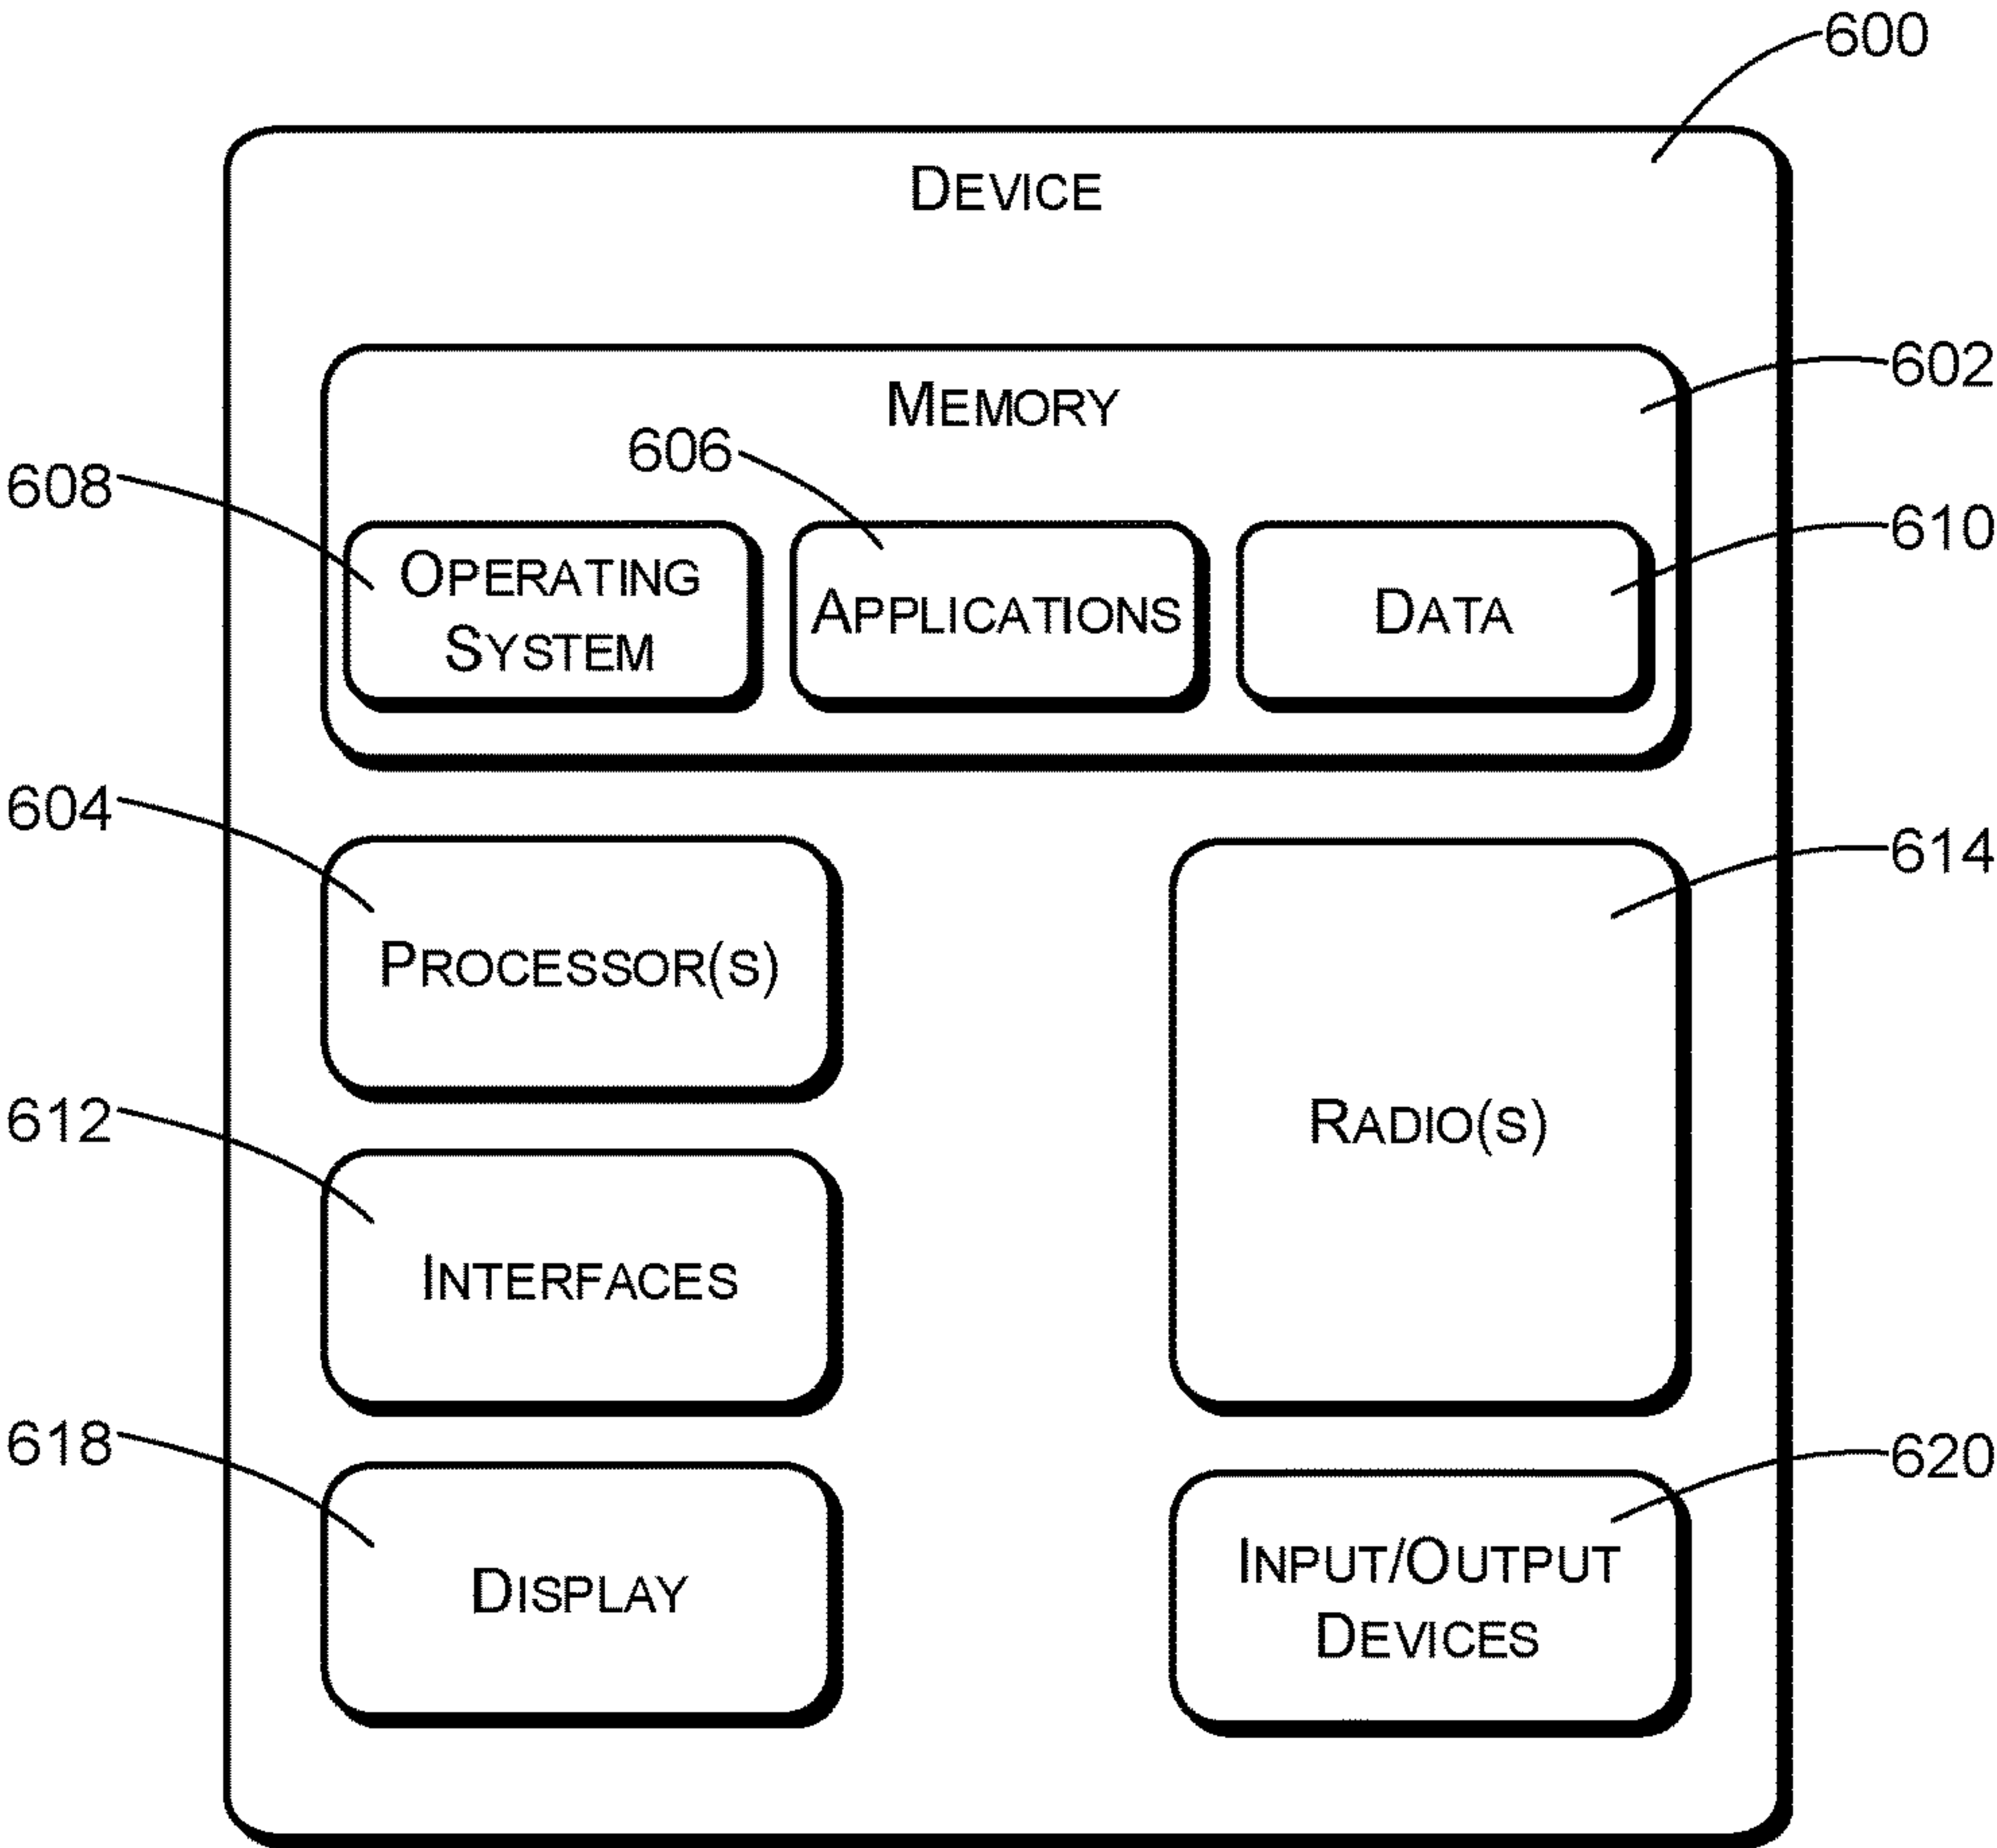 600
DEVICE
602
MEMORY
606
608
610
OPERATING
SYSTEM
APPLICATIONS
DATA
604
614
PROCESSOR(S)
612
RADIO(S)
INTERFACES
618
620
INPUT/OUTPUT
DEVICES
DISPLAY